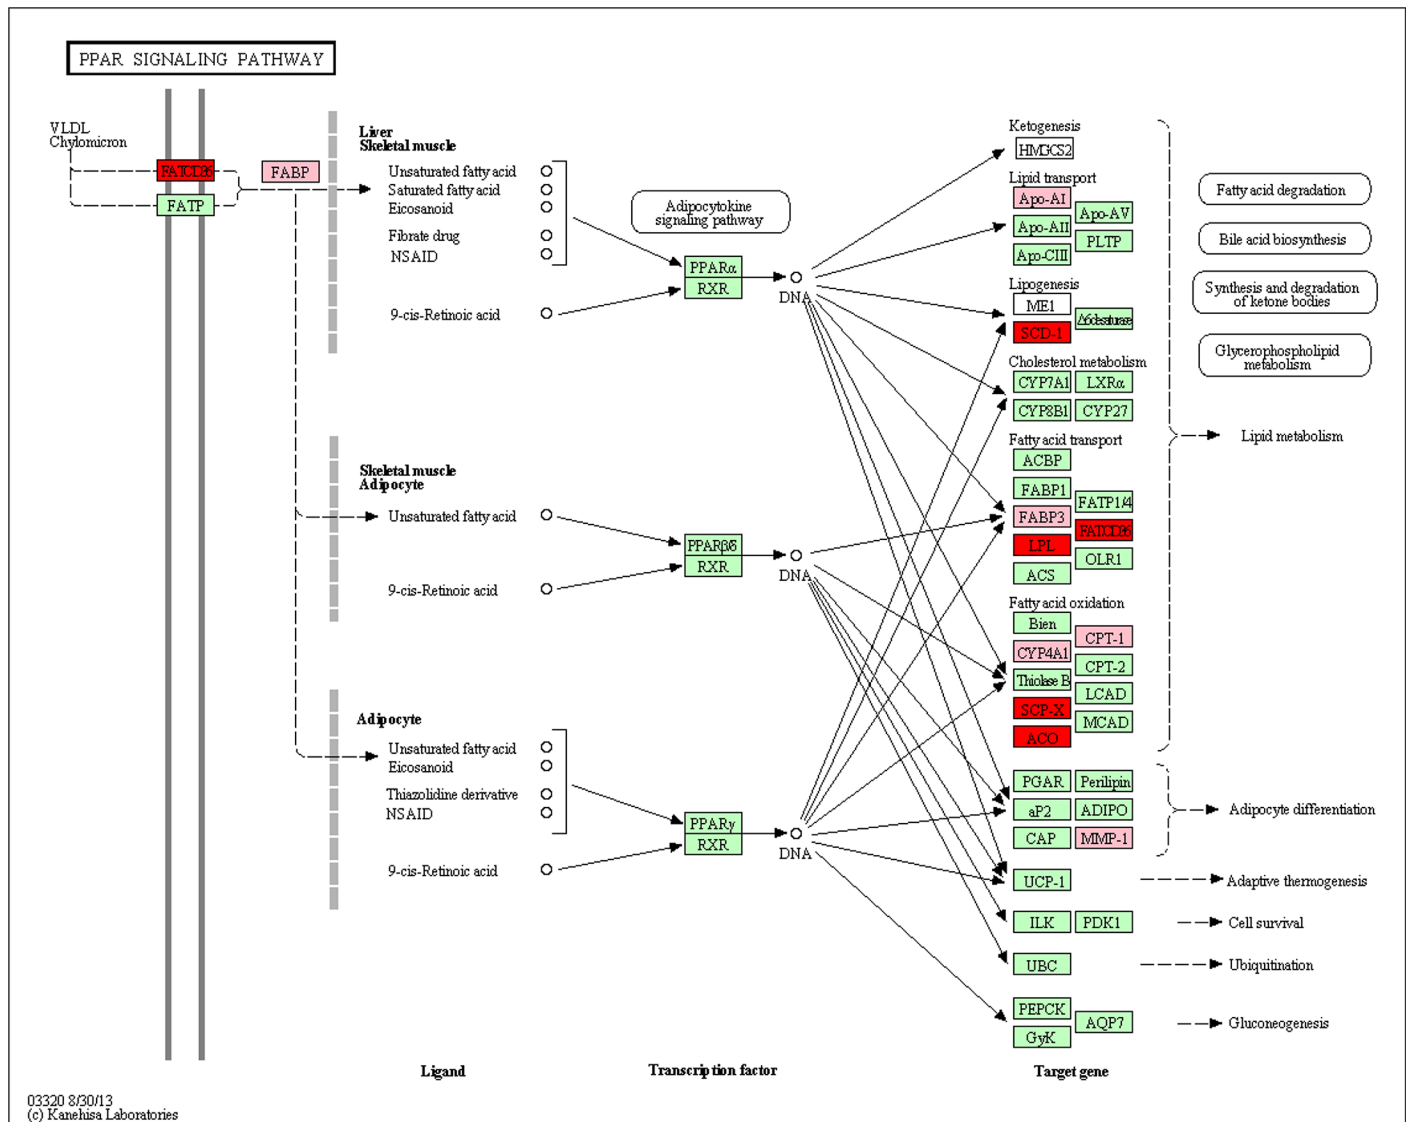 PPAR SIGNALING PATHWAY
VLDL
Chylomicron
FAT/CD36
FATP
FABP
Liver
Skeletal muscle
Unsaturated fatty acid
Saturated fatty acid
Eicosanoid
Fibrate drug
NSAID
9-cis-Retinoic acid
Adipocytokine
signaling pathway
PPARα
RXR
DNA
Skeletal muscle
Adipocyte
Unsaturated fatty acid
9-cis-Retinoic acid
PPARβ/δ
RXR
DNA
Adipocyte
Unsaturated fatty acid
Eicosanoid
Thiazolidine derivative
NSAID
9-cis-Retinoic acid
PPARγ
RXR
DNA
Ketogenesis
HMGCS2
Lipid transport
Apo-AI
Apo-AII
Apo-CIII
Apo-AV
PLTP
Lipogenesis
ME1
SCD-1
Δ6desaturase
Cholesterol metabolism
CYP7A1
LXRα
CYP8B1
CYP27
Fatty acid transport
ACBP
FABP1
FABP3
LPL
ACS
FATP1/4
FAT/CD36
OLR1
Fatty acid oxidation
Bien
CYP4A1
Thiolase B
SCP-X
ACO
CPT-1
CPT-2
LCAD
MCAD
PGAR
Perilipin
aP2
ADIPO
CAP
MMP-1
UCP-1
ILK
PDK1
UBC
PEPCK
GyK
AQP7
Fatty acid degradation
Bile acid biosynthesis
Synthesis and degradation
of ketone bodies
Glycerophospholipid
metabolism
Lipid metabolism
Adipocyte differentiation
Adaptive thermogenesis
Cell survival
Ubiquitination
Gluconeogenesis
Ligand
Transcription factor
Target gene
03320 8/30/13
(c) Kanehisa Laboratories